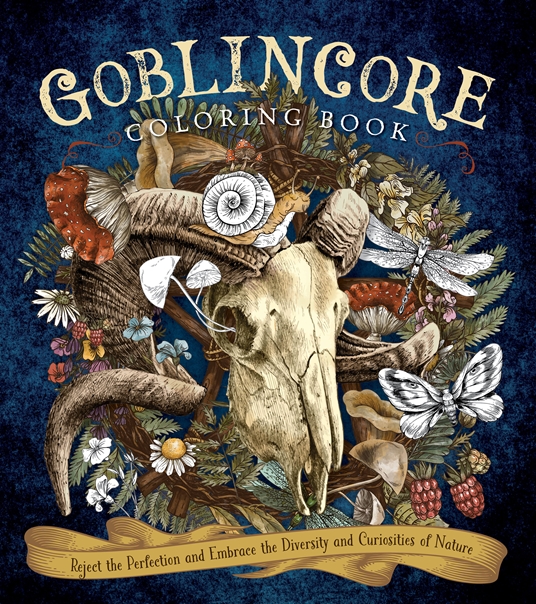 GOBLINCORE
COLORING BOOK
Reject the Perfection and Embrace the Diversity and Curiosities of Nature